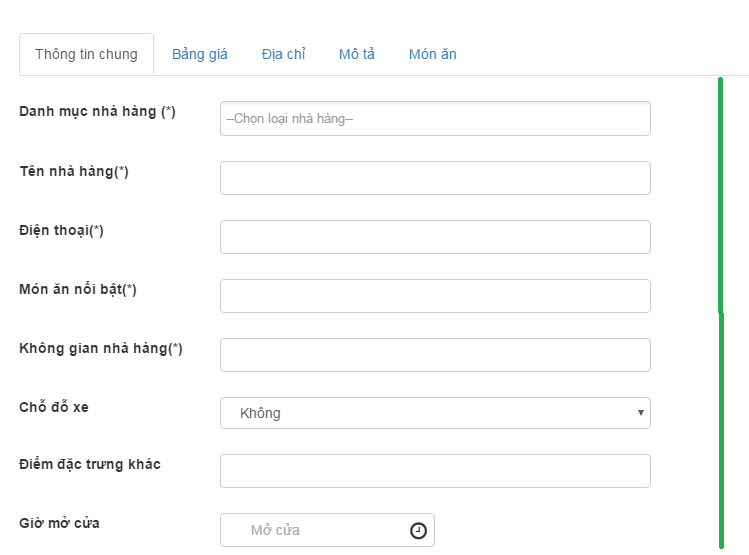 Thông tin chung Bảng giá Địa chỉ Mô tả Món ăn
Danh mục nhà hàng (*)
--Chọn loại nhà hàng--
Tên nhà hàng(*)
Điện thoại(*)
Món ăn nổi bật(*)
Không gian nhà hàng(*)
Chỗ đỗ xe
Không
Điểm đặc trưng khác
Giờ mở cửa
Mở cửa